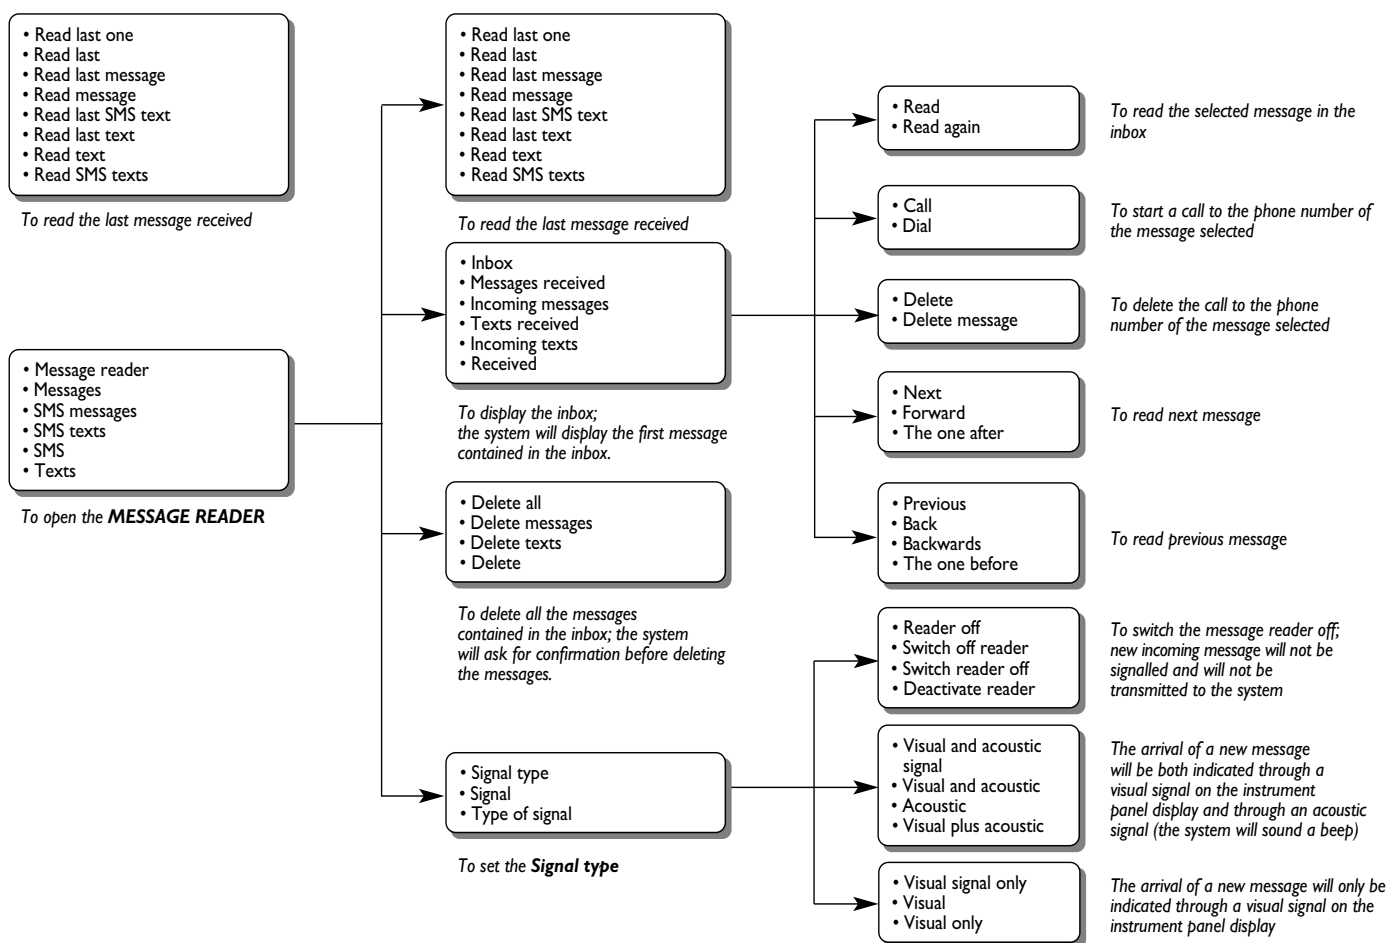 • Read last one
• Read last
• Read last message
• Read message
• Read last SMS text
• Read last text
• Read text
• Read SMS texts
To read the last message received
• Message reader
• Messages
• SMS messages
• SMS texts
• SMS
• Texts
To open the MESSAGE READER
• Read last one
• Read last
• Read last message
• Read message
• Read last SMS text
• Read last text
• Read text
• Read SMS texts
To read the last message received
• Inbox
• Messages received
• Incoming messages
• Texts received
• Incoming texts
• Received
To display the inbox;
the system will display the first message
contained in the inbox.
• Delete all
• Delete messages
• Delete texts
• Delete
To delete all the messages
contained in the inbox; the system
will ask for confirmation before deleting
the messages.
• Signal type
• Signal
• Type of signal
To set the Signal type
• Read
• Read again
To read the selected message in the
inbox
• Call
• Dial
To start a call to the phone number of
the message selected
• Delete
• Delete message
To delete the call to the phone
number of the message selected
• Next
• Forward
• The one after
To read next message
• Previous
• Back
• Backwards
• The one before
To read previous message
• Reader off
• Switch off reader
• Switch reader off
• Deactivate reader
To switch the message reader off;
new incoming message will not be
signalled and will not be
transmitted to the system
• Visual and acoustic
signal
• Visual and acoustic
• Acoustic
• Visual plus acoustic
The arrival of a new message
will be both indicated through a
visual signal on the instrument
panel display and through an acoustic
signal (the system will sound a beep)
• Visual signal only
• Visual
• Visual only
The arrival of a new message will only be
indicated through a visual signal on the
instrument panel display